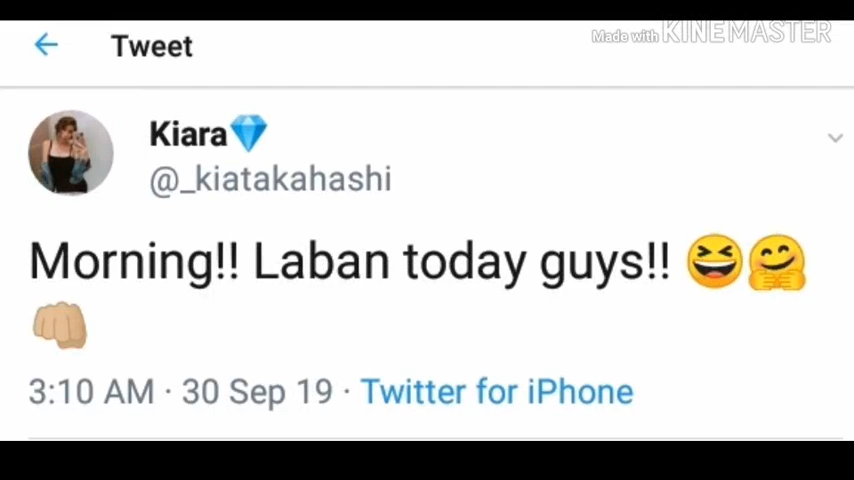 Made with KINEMASTER
Tweet
Kiara💎
@_kiatakahashi
Morning!! Laban today guys!! 😆🤗
👊🏼
3:10 AM · 30 Sep 19 · Twitter for iPhone